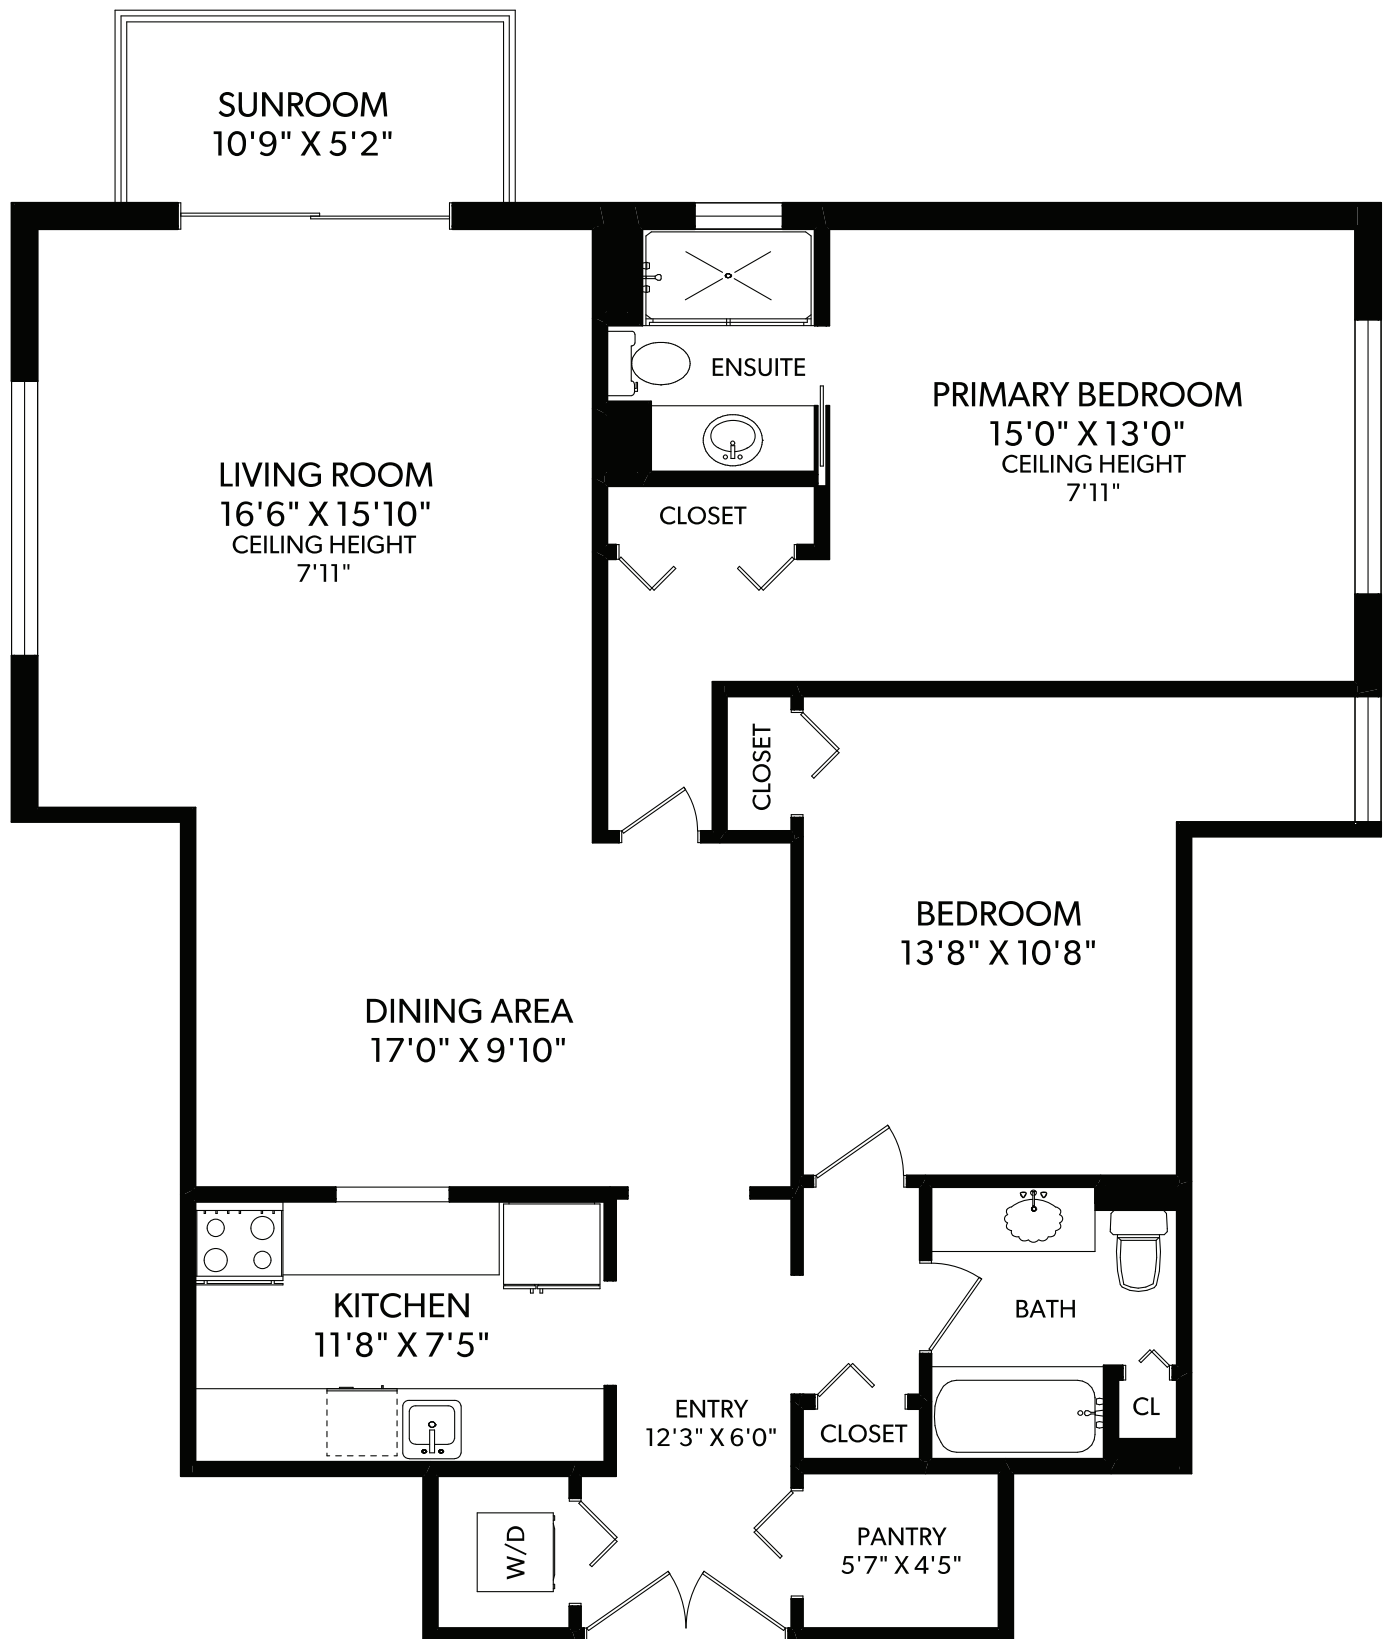 SUNROOM
10'9" X 5'2"
ENSUITE
PRIMARY BEDROOM
15'0" X 13'0"
CEILING HEIGHT
7'11"
LIVING ROOM
16'6" X 15'10"
CEILING HEIGHT
7'11"
CLOSET
CLOSET
BEDROOM
13'8" X 10'8"
DINING AREA
17'0" X 9'10"
KITCHEN
11'8" X 7'5"
BATH
ENTRY
12'3" X 6'0"
CLOSET
CL
W/D
PANTRY
5'7" X 4'5"